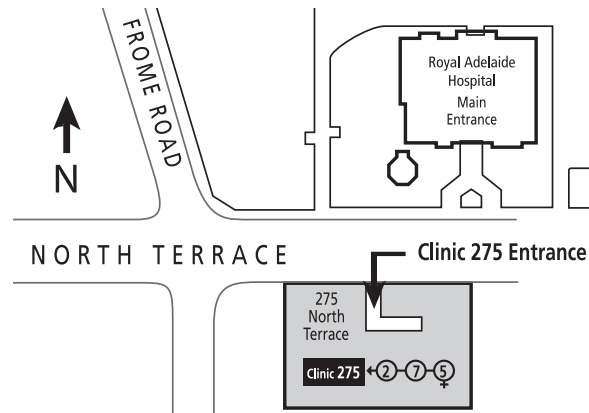 FROME ROAD
Royal Adelaide
Hospital
Main
Entrance
N
NORTH TERRACE
Clinic 275 Entrance
275
North
Terrace
Clinic 275
2 7 5